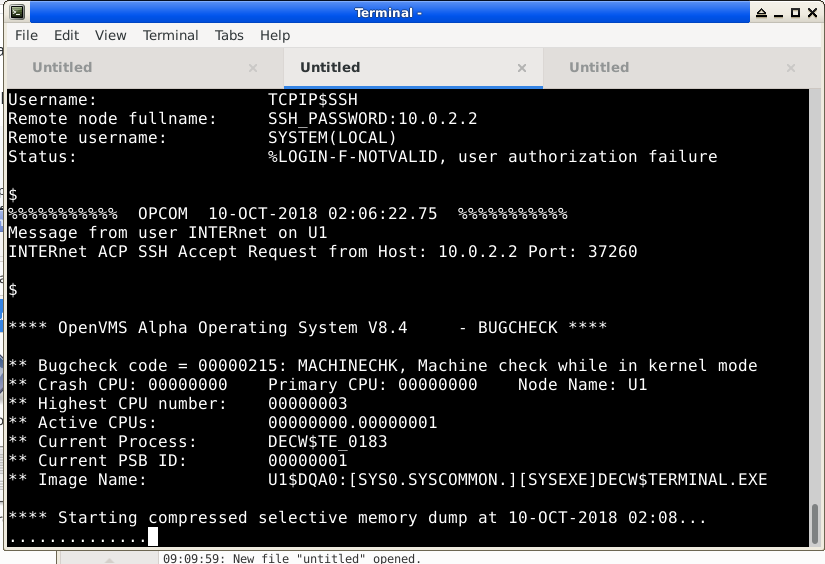 Terminal -
File Edit View Terminal Tabs Help
Untitled Untitled Untitled
Username: TCPIP$SSH
Remote node fullname: SSH_PASSWORD:10.0.2.2
Remote username: SYSTEM(LOCAL)
Status: %LOGIN-F-NOTVALID, user authorization failure
$
%%%%%%%%%%% OPCOM 10-OCT-2018 02:06:22.75 %%%%%%%%%%%
Message from user INTERnet on U1
INTERnet ACP SSH Accept Request from Host: 10.0.2.2 Port: 37260
$
**** OpenVMS Alpha Operating System V8.4 - BUGCHECK ****
** Bugcheck code = 00000215: MACHINECHK, Machine check while in kernel mode
** Crash CPU: 00000000 Primary CPU: 00000000 Node Name: U1
** Highest CPU number: 00000003
** Active CPUs: 00000000.00000001
** Current Process: DECW$TE_0183
** Current PSB ID: 00000001
** Image Name: U1$DQA0:[SYS0.SYSCOMMON.][SYSEXE]DECW$TERMINAL.EXE
**** Starting compressed selective memory dump at 10-OCT-2018 02:08...
..............
09:09:59: New file "untitled" opened.